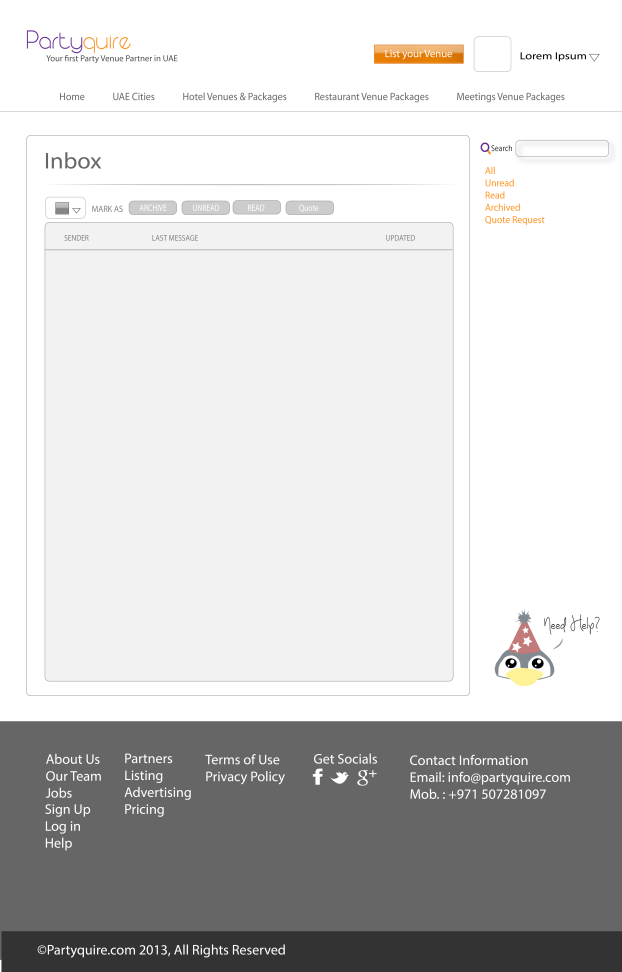 Partyquire
Your first Party Venue Partner in UAE
List your Venue
Lorem Ipsum
Home UAE Cities Hotel Venues & Packages Restaurant Venue Packages Meetings Venue Packages
Inbox
MARK AS ARCHIVE UNREAD READ Quote
SENDER LAST MESSAGE UPDATED
Search
All
Unread
Read
Archived
Quote Request
Need Help?
About Us
Our Team
Jobs
Sign Up
Log in
Help
Partners
Listing
Advertising
Pricing
Terms of Use
Privacy Policy
Get Socials
f g+
Contact Information
Email: info@partyquire.com
Mob. : +971 507281097
©Partyquire.com 2013, All Rights Reserved